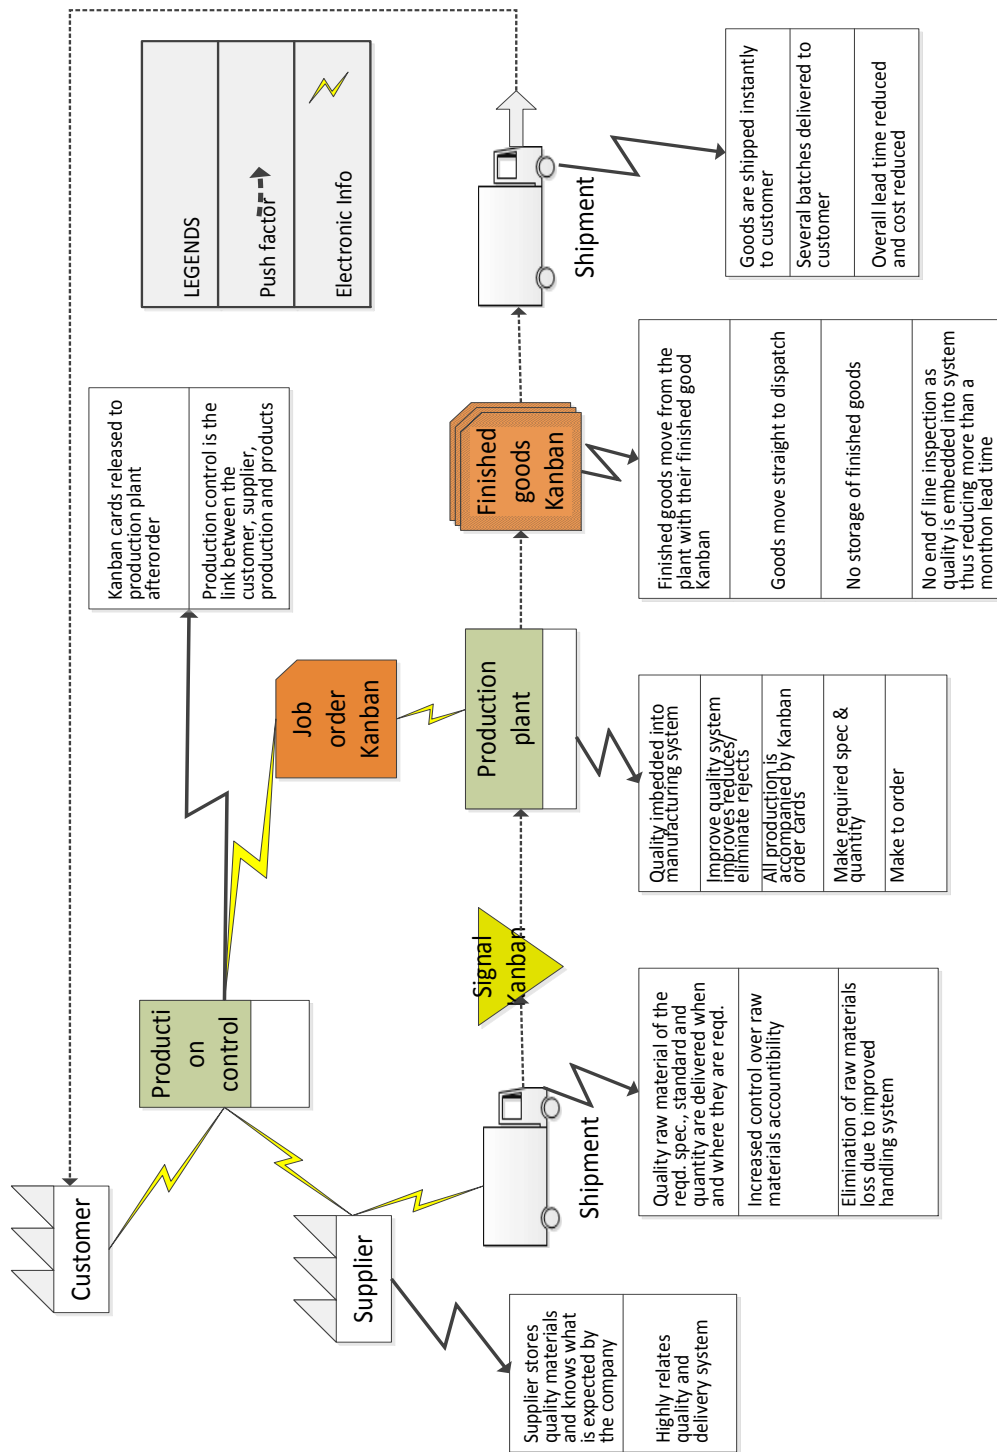 Customer
Producti
on
control
Kanban cards released to
production plant
afterorder
Production control is the
link between the
customer, supplier,
production and products
LEGENDS
Push factor
Electronic Info
Supplier
Job
order
Kanban
Shipment
Signal
Kanban
Production
plant
Finished
goods
Kanban
Shipment
Supplier stores
quality materials
and knows what
is expected by
the company
Highly relates
quality and
delivery system
Quality raw material of the
reqd. spec., standard and
quantity are delivered when
and where they are reqd.
Increased control over raw
materials accountibility
Elimination of raw materials
loss due to improved
handling system
Quality imbedded into
manufacturing system
Improve quality system
improves reduces/
eliminate rejects
All production is
accompanied by Kanban
order cards
Make required spec &
quantity
Make to order
Finished goods move from the
plant with their finished good
Kanban
Goods move straight to dispatch
No storage of finished goods
No end of line inspection as
quality is embedded into system
thus reducing more than a
monthon lead time
Goods are shipped instantly
to customer
Several batches delivered to
customer
Overall lead time reduced
and cost reduced